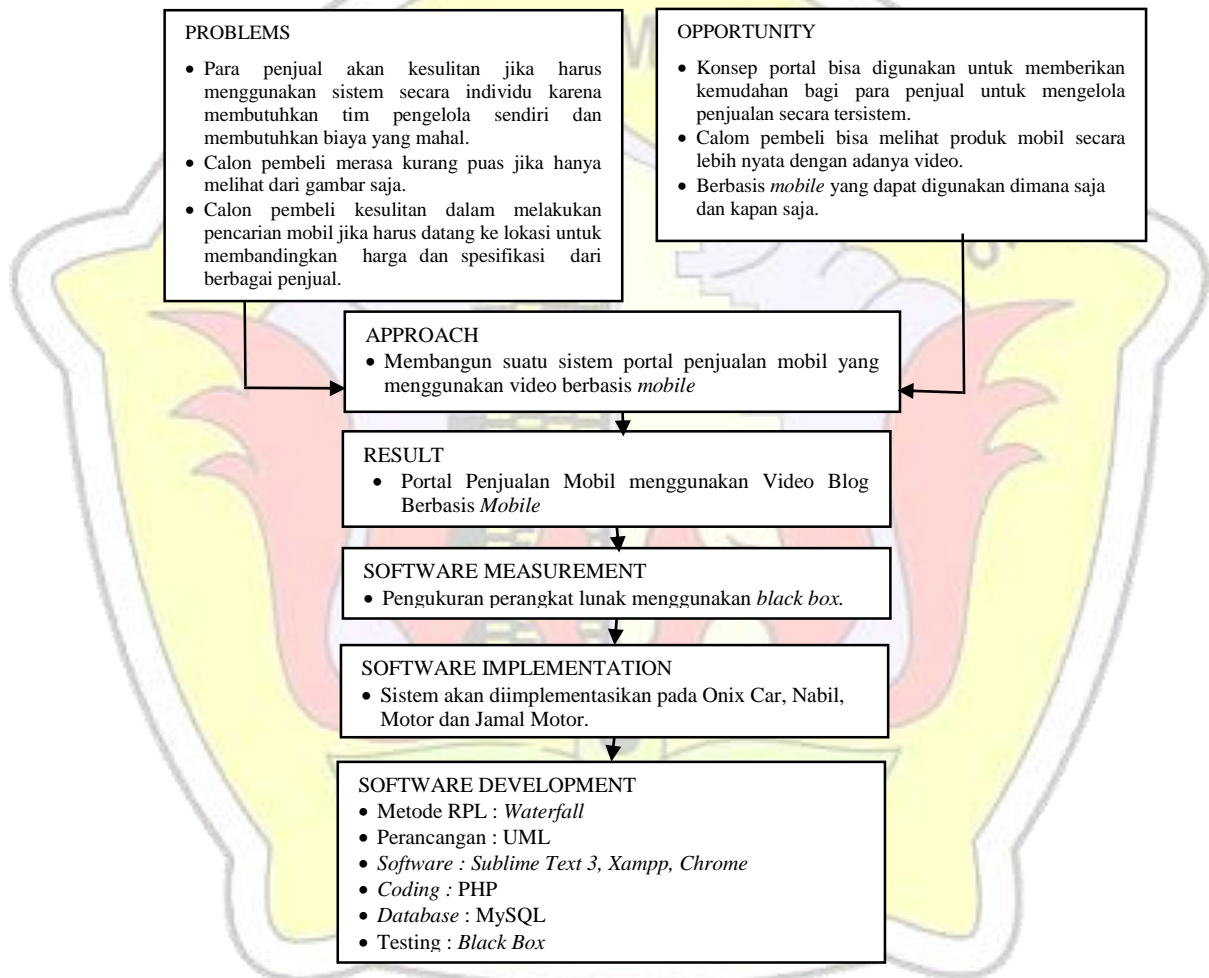 PROBLEMS
• Para penjual akan kesulitan jika harus
menggunakan sistem secara individu karena
membutuhkan tim pengelola sendiri dan
membutuhkan biaya yang mahal.
• Calon pembeli merasa kurang puas jika hanya
melihat dari gambar saja.
• Calon pembeli kesulitan dalam melakukan
pencarian mobil jika harus datang ke lokasi untuk
membandingkan harga dan spesifikasi dari
berbagai penjual.
OPPORTUNITY
• Konsep portal bisa digunakan untuk memberikan
kemudahan bagi para penjual untuk mengelola
penjualan secara tersistem.
• Calom pembeli bisa melihat produk mobil secara
lebih nyata dengan adanya video.
• Berbasis mobile yang dapat digunakan dimana saja
dan kapan saja.
APPROACH
• Membangun suatu sistem portal penjualan mobil yang
menggunakan video berbasis mobile
RESULT
• Portal Penjualan Mobil menggunakan Video Blog
Berbasis Mobile
SOFTWARE MEASUREMENT
• Pengukuran perangkat lunak menggunakan black box.
SOFTWARE IMPLEMENTATION
• Sistem akan diimplementasikan pada Onix Car, Nabil,
Motor dan Jamal Motor.
SOFTWARE DEVELOPMENT
• Metode RPL : Waterfall
• Perancangan : UML
• Software : Sublime Text 3, Xampp, Chrome
• Coding : PHP
• Database : MySQL
• Testing : Black Box